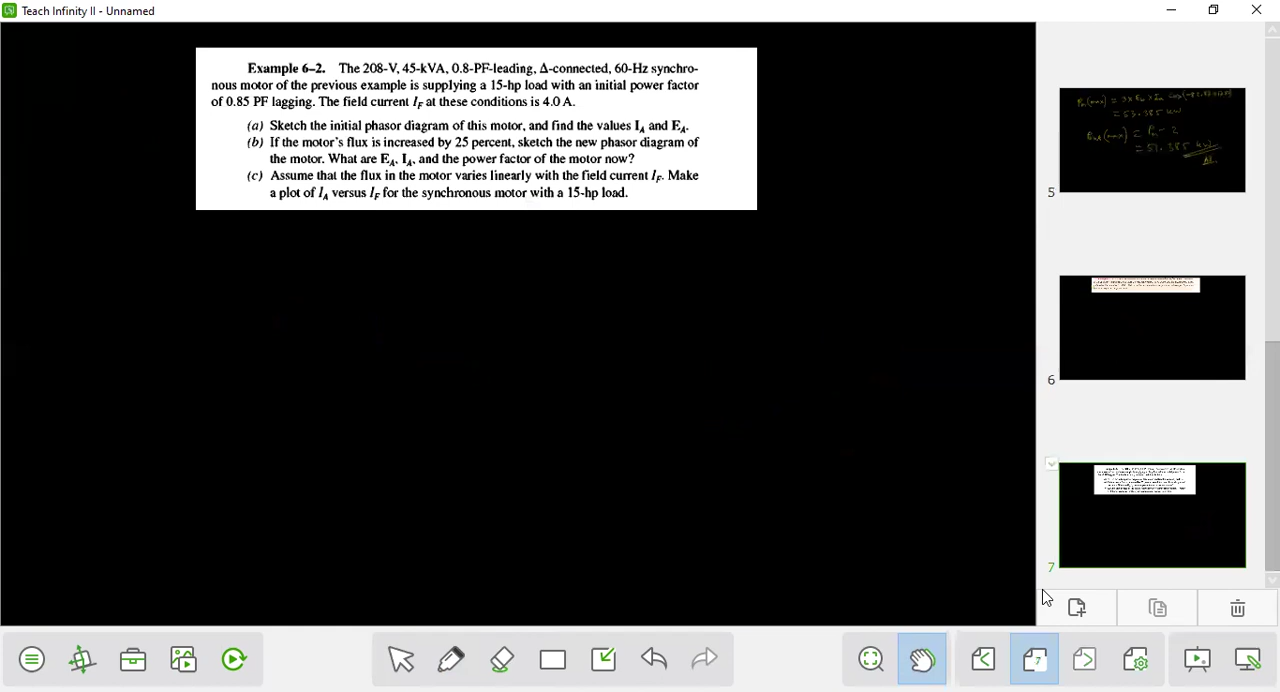 Teach Infinity II - Unnamed
Example 6–2. The 208-V, 45-kVA, 0.8-PF-leading, Δ-connected, 60-Hz synchro-
nous motor of the previous example is supplying a 15-hp load with an initial power factor
of 0.85 PF lagging. The field current I_F at these conditions is 4.0 A.
(a) Sketch the initial phasor diagram of this motor, and find the values I_A and E_A.
(b) If the motor's flux is increased by 25 percent, sketch the new phasor diagram of
the motor. What are E_A, I_A, and the power factor of the motor now?
(c) Assume that the flux in the motor varies linearly with the field current I_F. Make
a plot of I_A versus I_F for the synchronous motor with a 15-hp load.
5
6
7
7